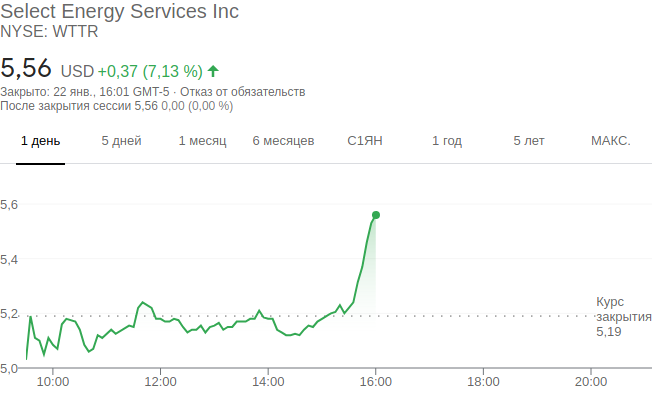 Select Energy Services Inc
NYSE: WTTR
5,56 USD +0,37 (7,13 %)
Закрыто: 22 янв., 16:01 GMT-5 · Отказ от обязательств
После закрытия сессии 5,56 0,00 (0,00 %)
1 день 5 дней 1 месяц 6 месяцев С1ЯН 1 год 5 лет МАКС.
5,6
5,4
5,2
5,0
Курс
закрытия
5,19
10:00 12:00 14:00 16:00 18:00 20:00